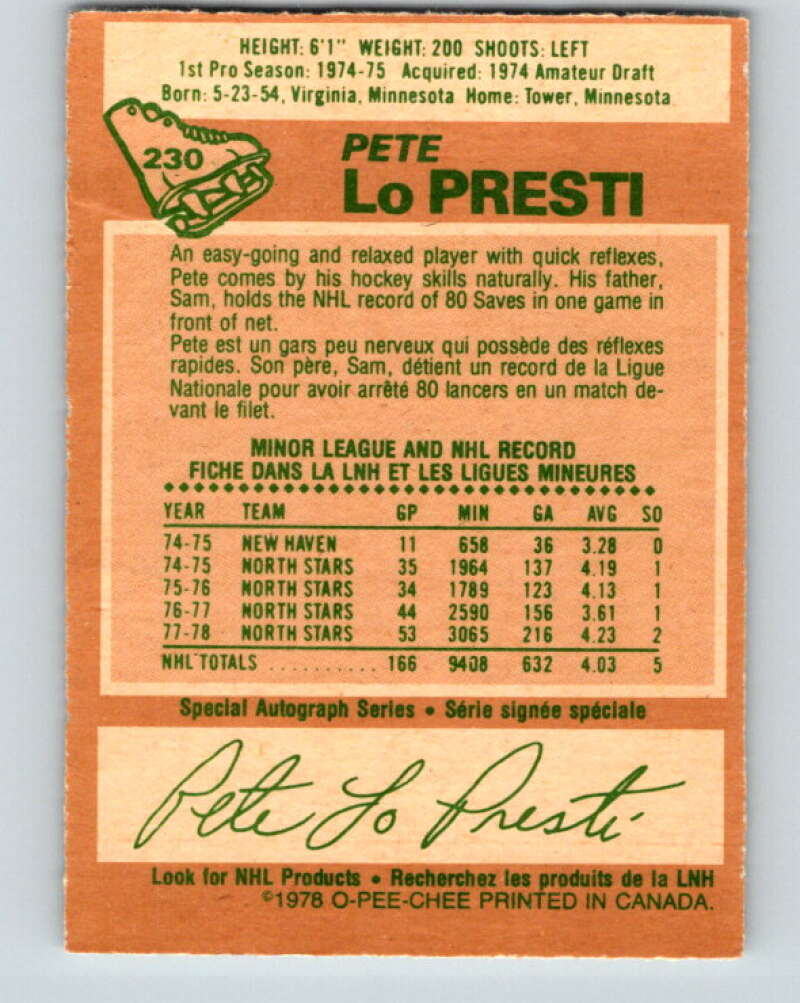 HEIGHT: 6'1" WEIGHT: 200 SHOOTS: LEFT
1st Pro Season: 1974-75 Acquired: 1974 Amateur Draft
Born: 5-23-54, Virginia, Minnesota Home: Tower, Minnesota
230
PETE
Lo PRESTI
An easy-going and relaxed player with quick reflexes,
Pete comes by his hockey skills naturally. His father,
Sam, holds the NHL record of 80 Saves in one game in
front of net.
Pete est un gars peu nerveux qui possède des réflexes
rapides. Son père, Sam, détient un record de la Ligue
Nationale pour avoir arrêté 80 lancers en un match de-
vant le filet.
MINOR LEAGUE AND NHL RECORD
FICHE DANS LA LNH ET LES LIGUES MINEURES
YEAR TEAM GP MIN GA AVG SO
74-75 NEW HAVEN 11 658 36 3.28 0
74-75 NORTH STARS 35 1964 137 4.19 1
75-76 NORTH STARS 34 1789 123 4.13 1
76-77 NORTH STARS 44 2590 156 3.61 1
77-78 NORTH STARS 53 3065 216 4.23 2
NHL TOTALS .......... 166 9408 632 4.03 5
Special Autograph Series • Série signée spéciale
Pete Lo Presti
Look for NHL Products • Recherchez les produits de la LNH
©1978 O-PEE-CHEE PRINTED IN CANADA.